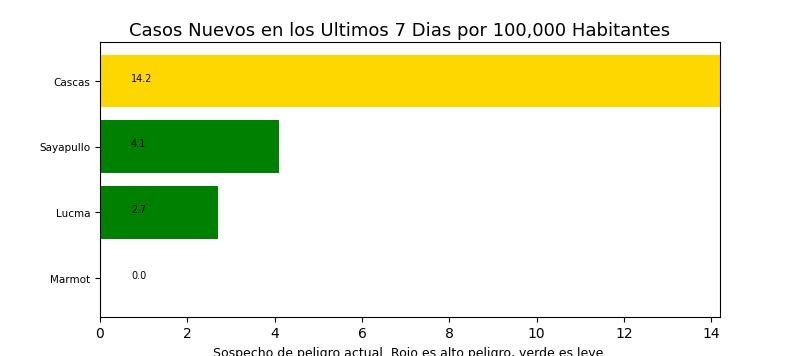 Casos Nuevos en los Ultimos 7 Dias por 100,000 Habitantes
Cascas 14.2
Sayapullo 4.1
Lucma 2.7
Marmot 0.0
0 2 4 6 8 10 12 14
Sospecho de peligro actual. Rojo es alto peligro, verde es leve